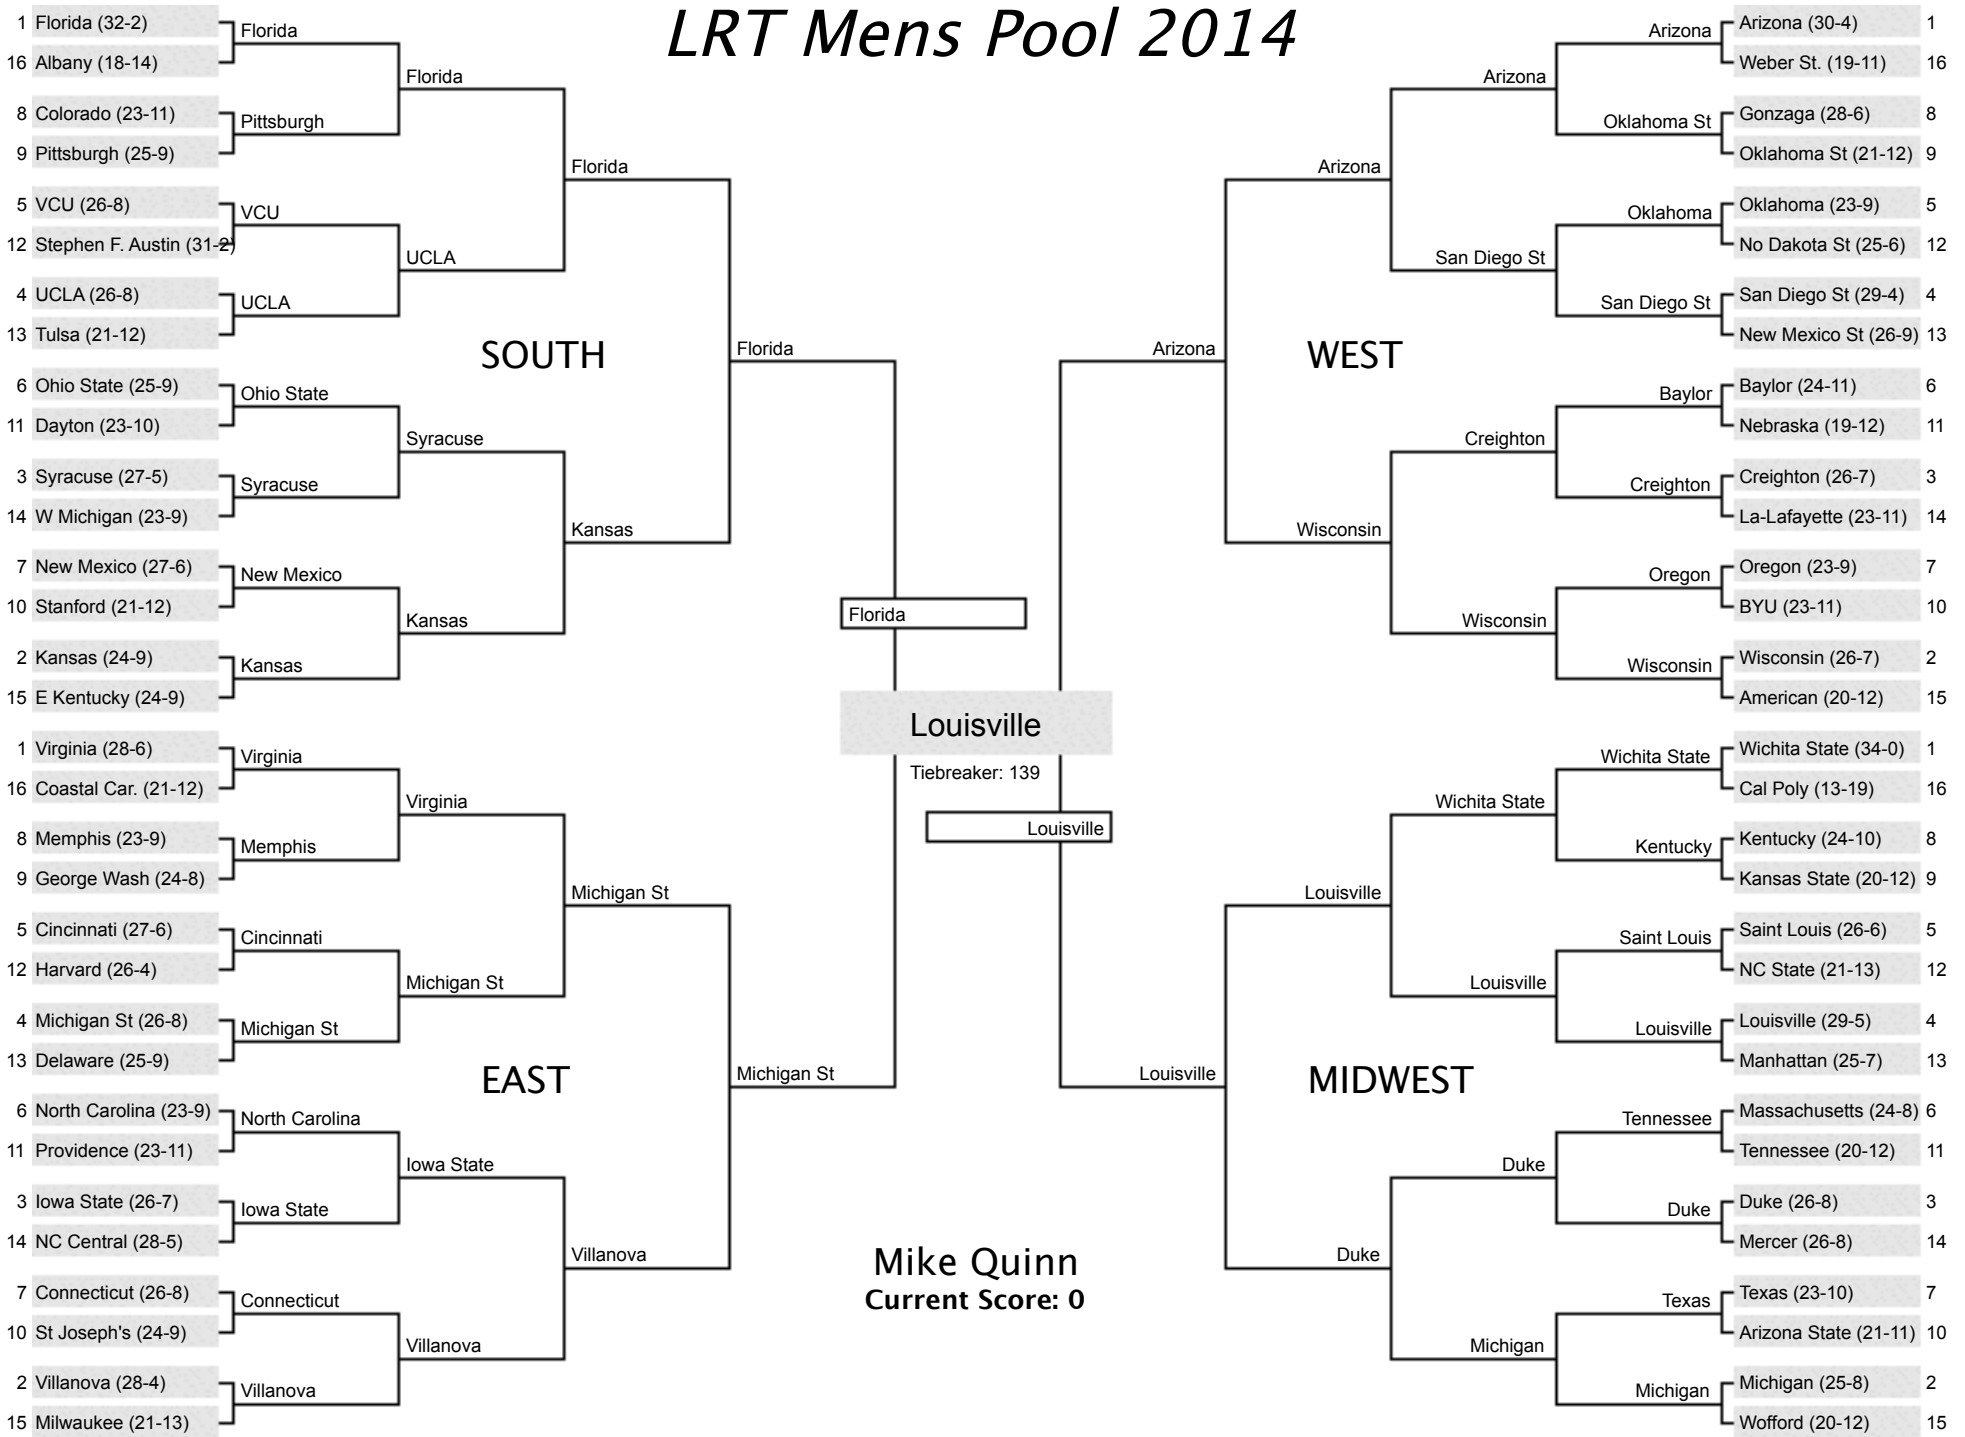 LRT Mens Pool 2014
1 Florida (32-2)
16 Albany (18-14)
8 Colorado (23-11)
9 Pittsburgh (25-9)
5 VCU (26-8)
12 Stephen F. Austin (31-2)
4 UCLA (26-8)
13 Tulsa (21-12)
6 Ohio State (25-9)
11 Dayton (23-10)
3 Syracuse (27-5)
14 W Michigan (23-9)
7 New Mexico (27-6)
10 Stanford (21-12)
2 Kansas (24-9)
15 E Kentucky (24-9)
Florida
Pittsburgh
VCU
UCLA
Ohio State
Syracuse
New Mexico
Kansas
Florida
UCLA
Syracuse
Kansas
Florida
Kansas
SOUTH
Florida
1 Virginia (28-6)
16 Coastal Car. (21-12)
8 Memphis (23-9)
9 George Wash (24-8)
5 Cincinnati (27-6)
12 Harvard (26-4)
4 Michigan St (26-8)
13 Delaware (25-9)
6 North Carolina (23-9)
11 Providence (23-11)
3 Iowa State (26-7)
14 NC Central (28-5)
7 Connecticut (26-8)
10 St Joseph's (24-9)
2 Villanova (28-4)
15 Milwaukee (21-13)
Virginia
Memphis
Cincinnati
Michigan St
North Carolina
Iowa State
Connecticut
Villanova
Virginia
Michigan St
Iowa State
Villanova
Michigan St
Villanova
EAST
Michigan St
Florida
Louisville
Tiebreaker: 139
Louisville
Mike Quinn
Current Score: 0
Arizona (30-4) 1
Weber St. (19-11) 16
Gonzaga (28-6) 8
Oklahoma St (21-12) 9
Oklahoma (23-9) 5
No Dakota St (25-6) 12
San Diego St (29-4) 4
New Mexico St (26-9) 13
Baylor (24-11) 6
Nebraska (19-12) 11
Creighton (26-7) 3
La-Lafayette (23-11) 14
Oregon (23-9) 7
BYU (23-11) 10
Wisconsin (26-7) 2
American (20-12) 15
Arizona
Oklahoma St
Oklahoma
San Diego St
Baylor
Creighton
Oregon
Wisconsin
Arizona
San Diego St
Creighton
Wisconsin
Arizona
Wisconsin
WEST
Arizona
Wichita State (34-0) 1
Cal Poly (13-19) 16
Kentucky (24-10) 8
Kansas State (20-12) 9
Saint Louis (26-6) 5
NC State (21-13) 12
Louisville (29-5) 4
Manhattan (25-7) 13
Massachusetts (24-8) 6
Tennessee (20-12) 11
Duke (26-8) 3
Mercer (26-8) 14
Texas (23-10) 7
Arizona State (21-11) 10
Michigan (25-8) 2
Wofford (20-12) 15
Wichita State
Kentucky
Saint Louis
Louisville
Tennessee
Duke
Texas
Michigan
Wichita State
Louisville
Duke
Michigan
Louisville
Duke
MIDWEST
Louisville